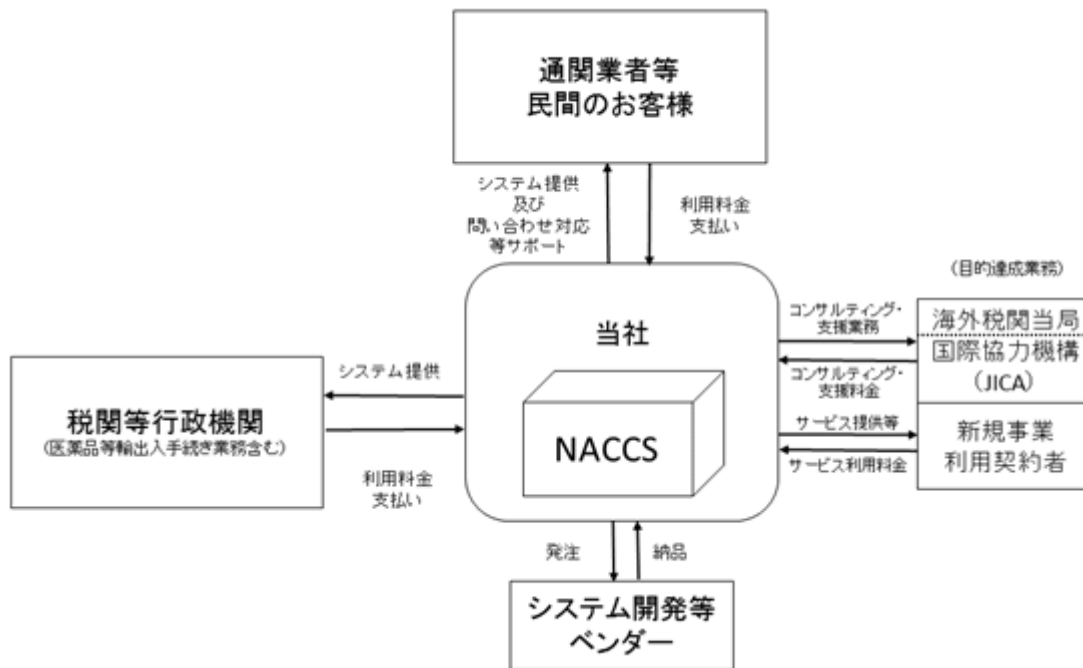 通関業者等
民間のお客様
システム提供
及び
問い合わせ対応
等サポート
利用料金
支払い
(目的達成業務)
当社
NACCS
コンサルティング・
支援業務
コンサルティング・
支援料金
海外税関当局
国際協力機構
(JICA)
サービス提供等
サービス利用料金
新規事業
利用契約者
システム提供
税関等行政機関
(医薬品等輸出入手続き業務含む)
利用料金
支払い
発注
納品
システム開発等
ベンダー